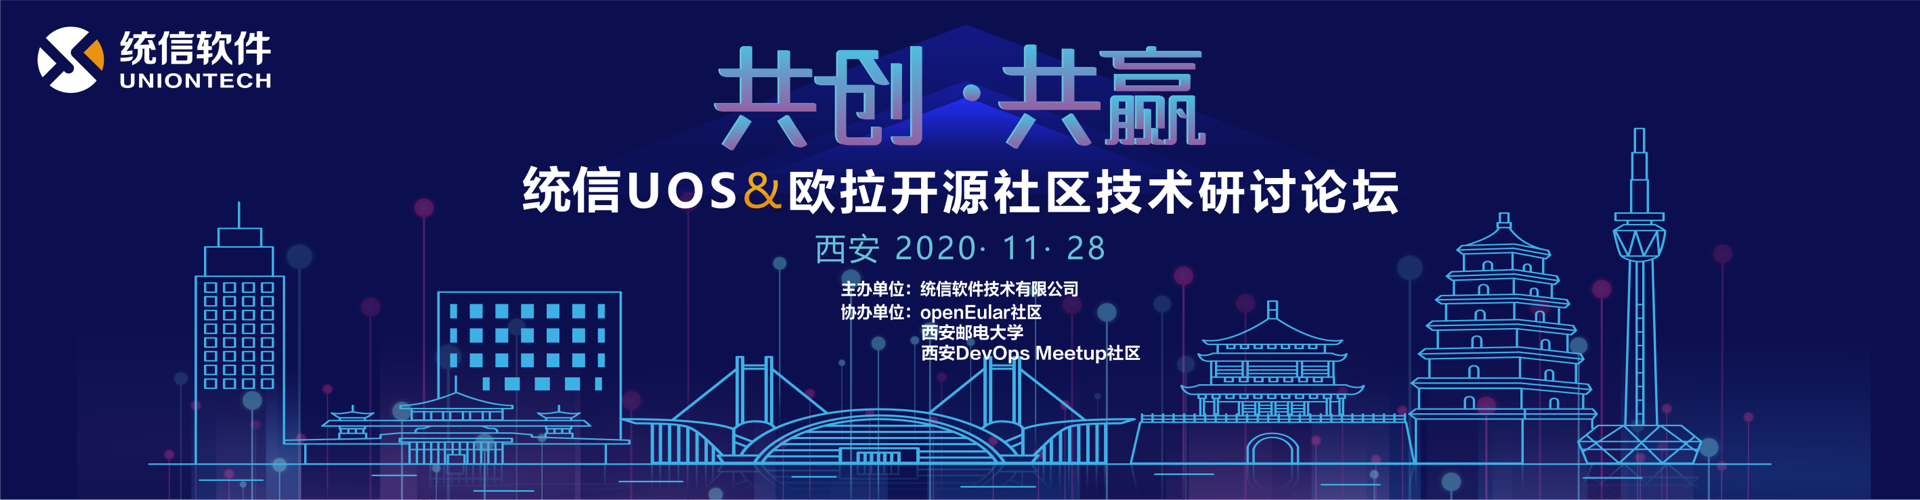 统信软件
UNIONTECH
共创·共赢
统信UOS&欧拉开源社区技术研讨论坛
西安 2020· 11· 28
主办单位：统信软件技术有限公司
协办单位：openEular社区
西安邮电大学
西安DevOps Meetup社区